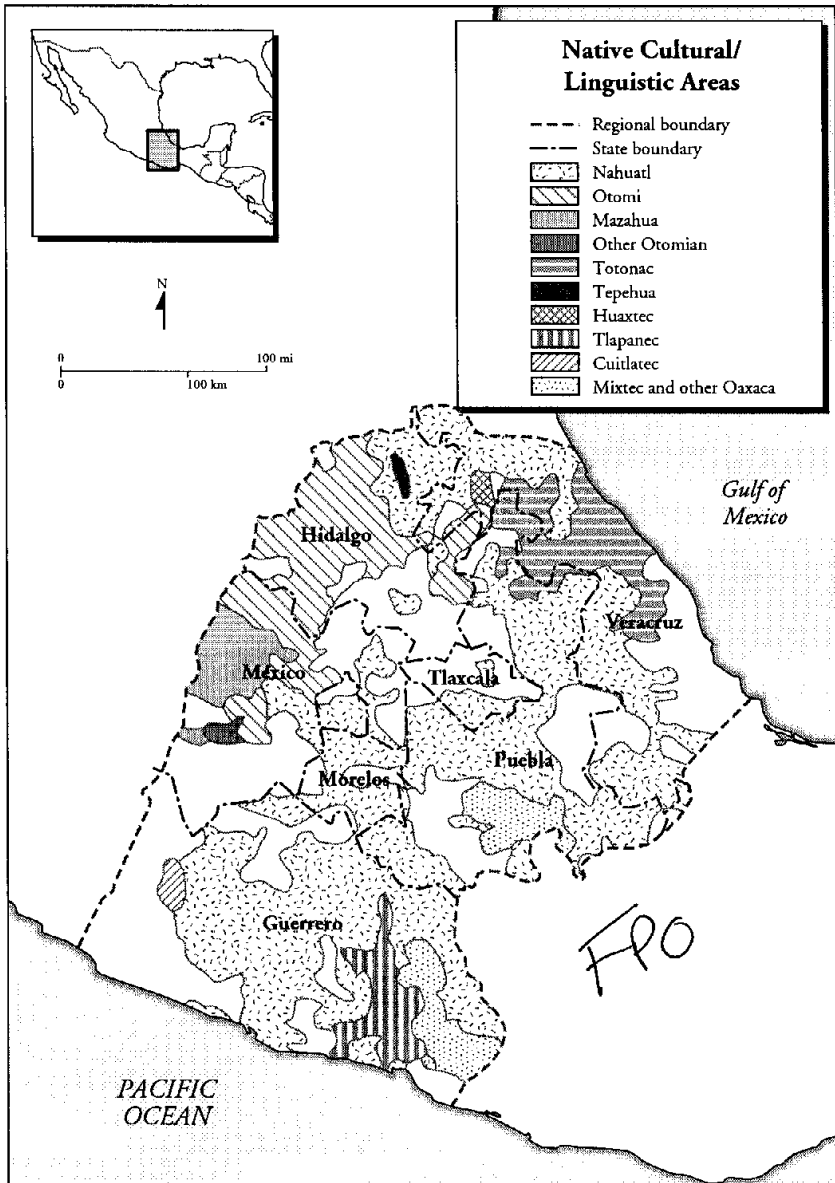 Native Cultural/
Linguistic Areas
Regional boundary
State boundary
Nahuatl
Otomi
Mazahua
Other Otomian
Totonac
Tepehua
Huaxtec
Tlapanec
Cuitlatec
Mixtec and other Oaxaca
N
0 100 mi
0 100 km
Gulf of
Mexico
Hidalgo
Veracruz
México
Tlaxcala
Puebla
Morelos
Guerrero
FPO
PACIFIC
OCEAN